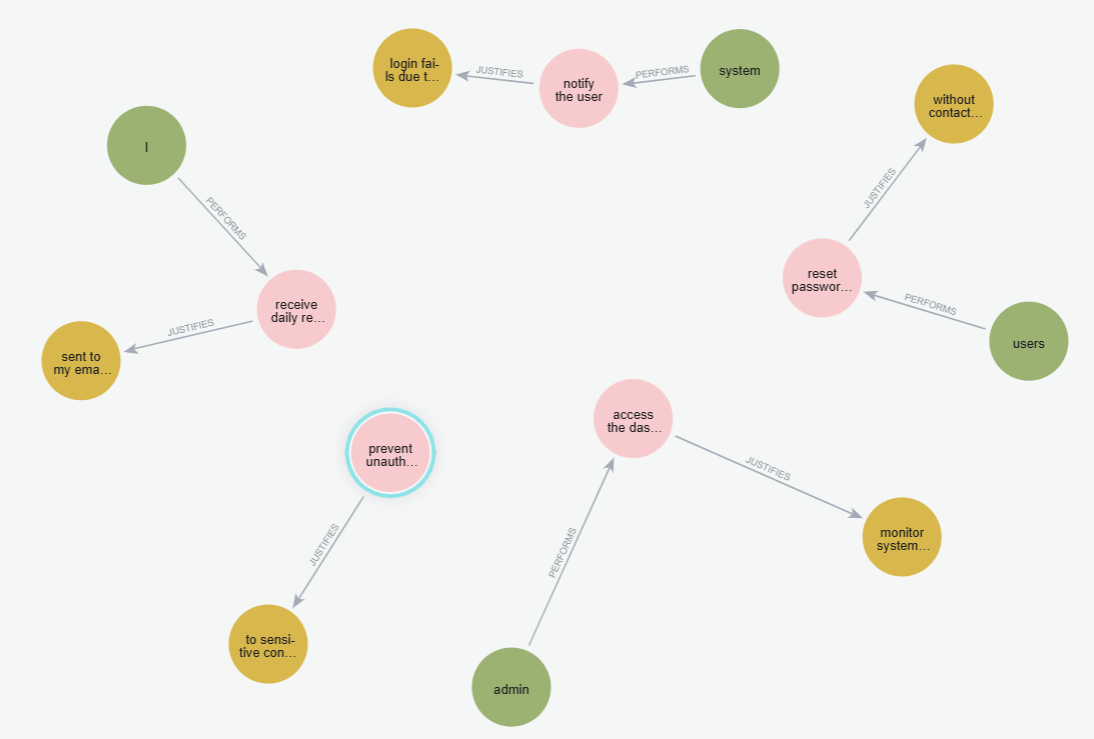 login fai-
ls due t...
JUSTIFIES
notify
the user
PERFORMS
system
without
contact...
I
PERFORMS
JUSTIFIES
receive
daily re...
JUSTIFIES
sent to
my ema...
reset
passwor...
PERFORMS
users
prevent
unauth...
JUSTIFIES
to sensi-
tive con...
access
the das...
JUSTIFIES
monitor
system...
PERFORMS
admin